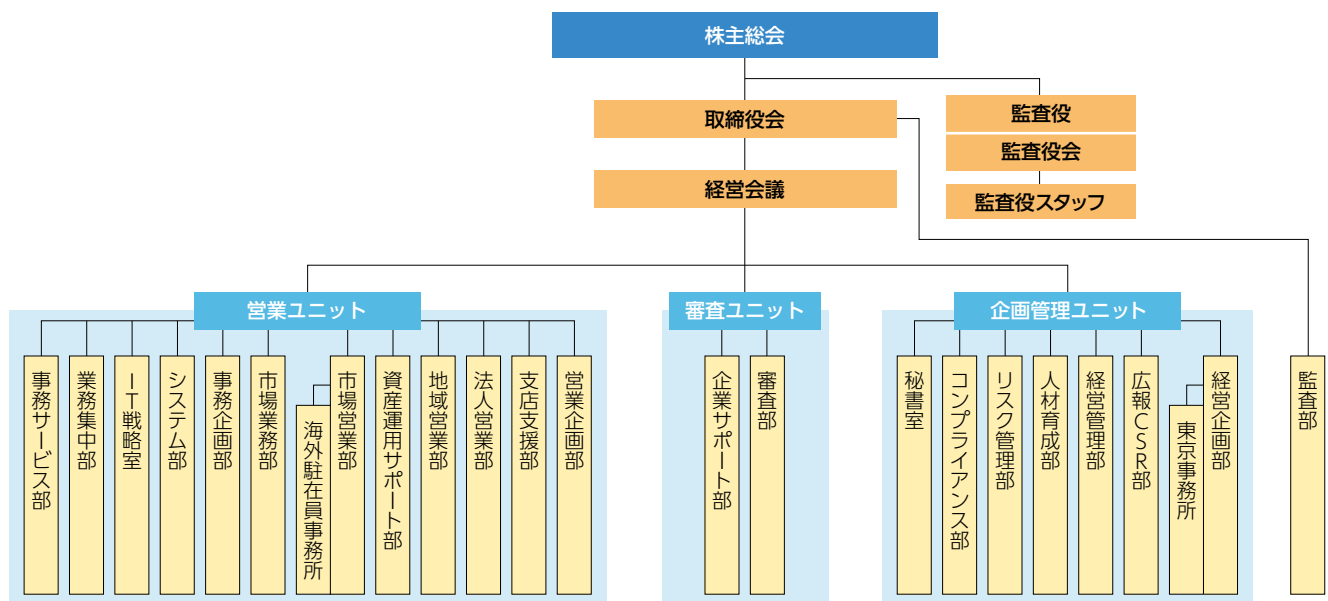 株主総会
取締役会
監査役
監査役会
経営会議
監査役スタッフ
営業ユニット
審査ユニット
企画管理ユニット
事務サービス部
業務集中部
IT戦略室
システム部
事務企画部
市場業務部
海外駐在員事務所
市場営業部
資産運用サポート部
地域営業部
法人営業部
支店支援部
営業企画部
企業サポート部
審査部
秘書室
コンプライアンス部
リスク管理部
人材育成部
経営管理部
広報CSR部
東京事務所
経営企画部
監査部